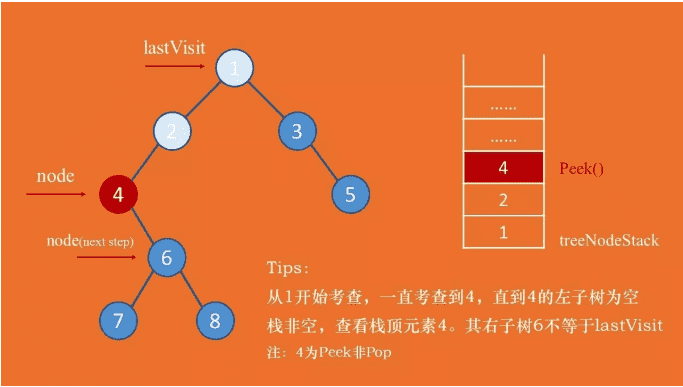 lastVisit
1
2
3
node
4
5
node(next step)
6
7
8
……
……
4
Peek()
2
1
treeNodeStack
Tips:
从1开始考查，一直考查到4，直到4的左子树为空
栈非空，查看栈顶元素4。其右子树6不等于lastVisit
注：4为Peek非Pop